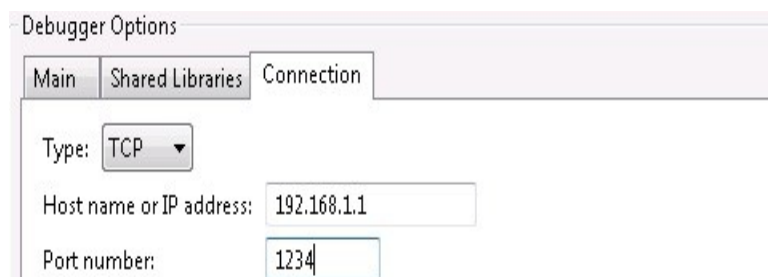 Debugger Options
Main Shared Libraries Connection
Type: TCP
Host name or IP address: 192.168.1.1
Port number: 1234